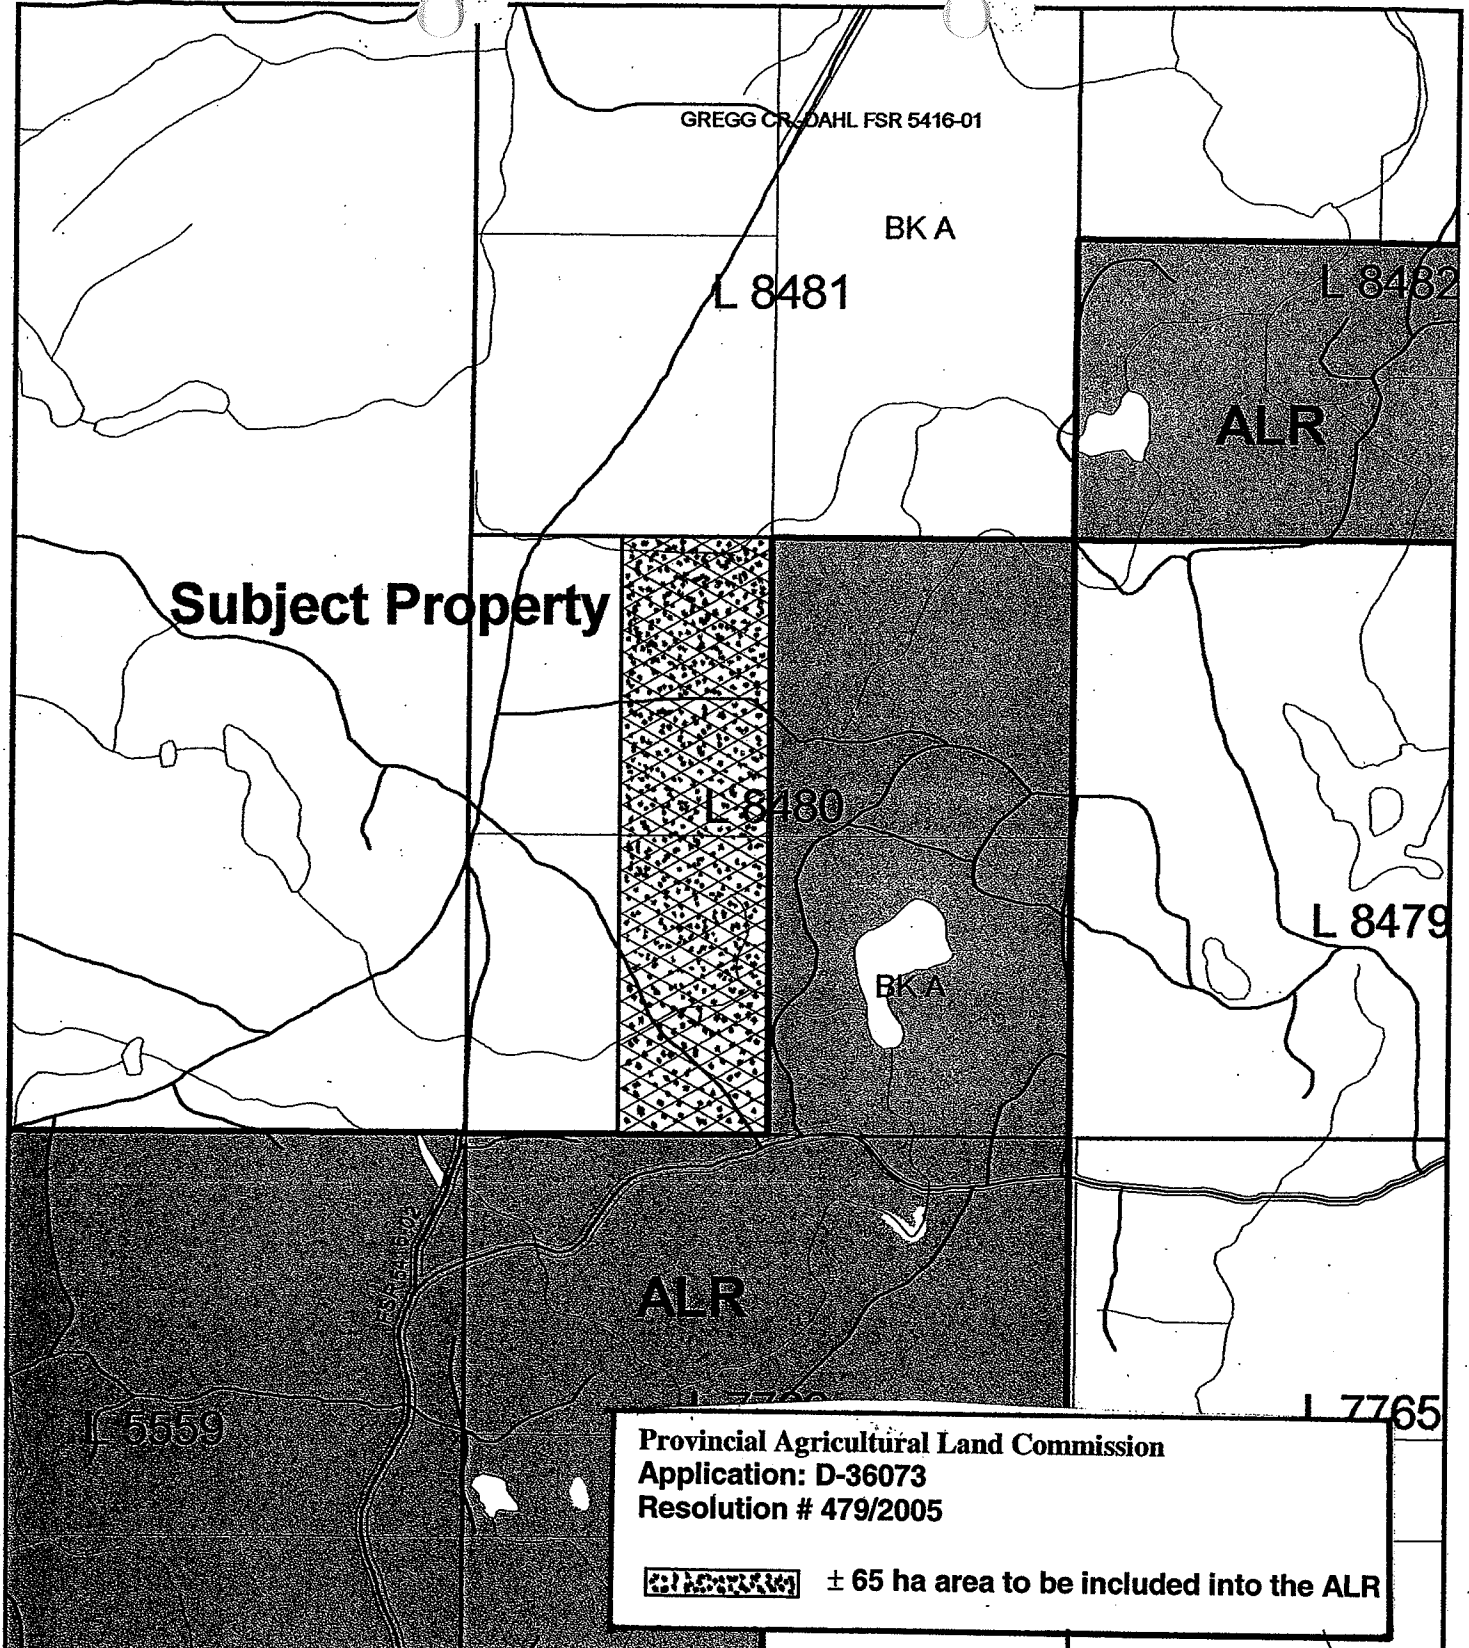 GREGG CR-DAHL FSR 5416-01
BK A
L 8481
L 8482
ALR
Subject Property
L 8480
L 8479
BK A
ALR
L 7765
L 5559
Provincial Agricultural Land Commission
Application: D-36073
Resolution # 479/2005
± 65 ha area to be included into the ALR